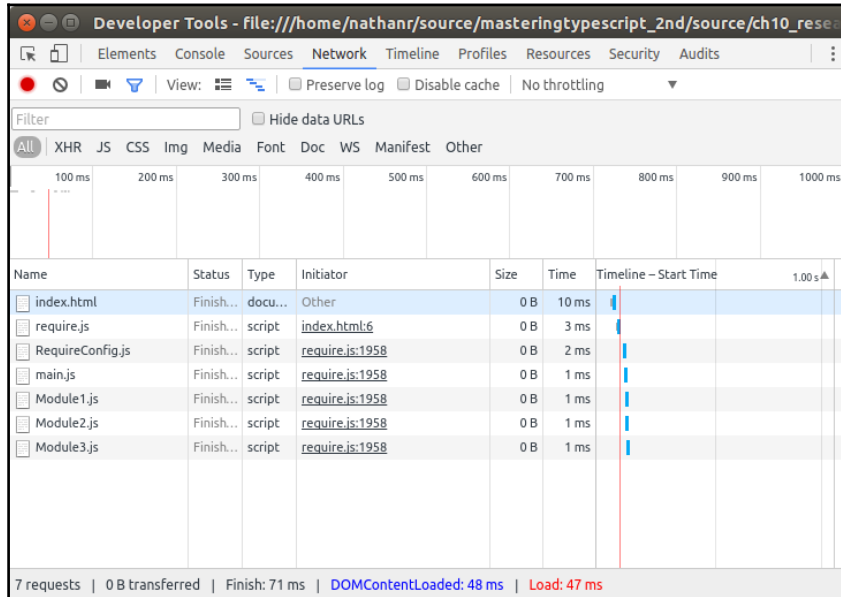 Developer Tools - file:///home/nathanr/source/masteringtypescript_2nd/source/ch10_resea
Elements Console Sources Network Timeline Profiles Resources Security Audits
View: Preserve log Disable cache No throttling
Filter Hide data URLs
All XHR JS CSS Img Media Font Doc WS Manifest Other
100 ms 200 ms 300 ms 400 ms 500 ms 600 ms 700 ms 800 ms 900 ms 1000 ms
Name Status Type Initiator Size Time Timeline – Start Time 1.00 s
index.html Finish... docu... Other 0 B 10 ms
require.js Finish... script index.html:6 0 B 3 ms
RequireConfig.js Finish... script require.js:1958 0 B 2 ms
main.js Finish... script require.js:1958 0 B 1 ms
Module1.js Finish... script require.js:1958 0 B 1 ms
Module2.js Finish... script require.js:1958 0 B 1 ms
Module3.js Finish... script require.js:1958 0 B 1 ms
7 requests | 0 B transferred | Finish: 71 ms | DOMContentLoaded: 48 ms | Load: 47 ms